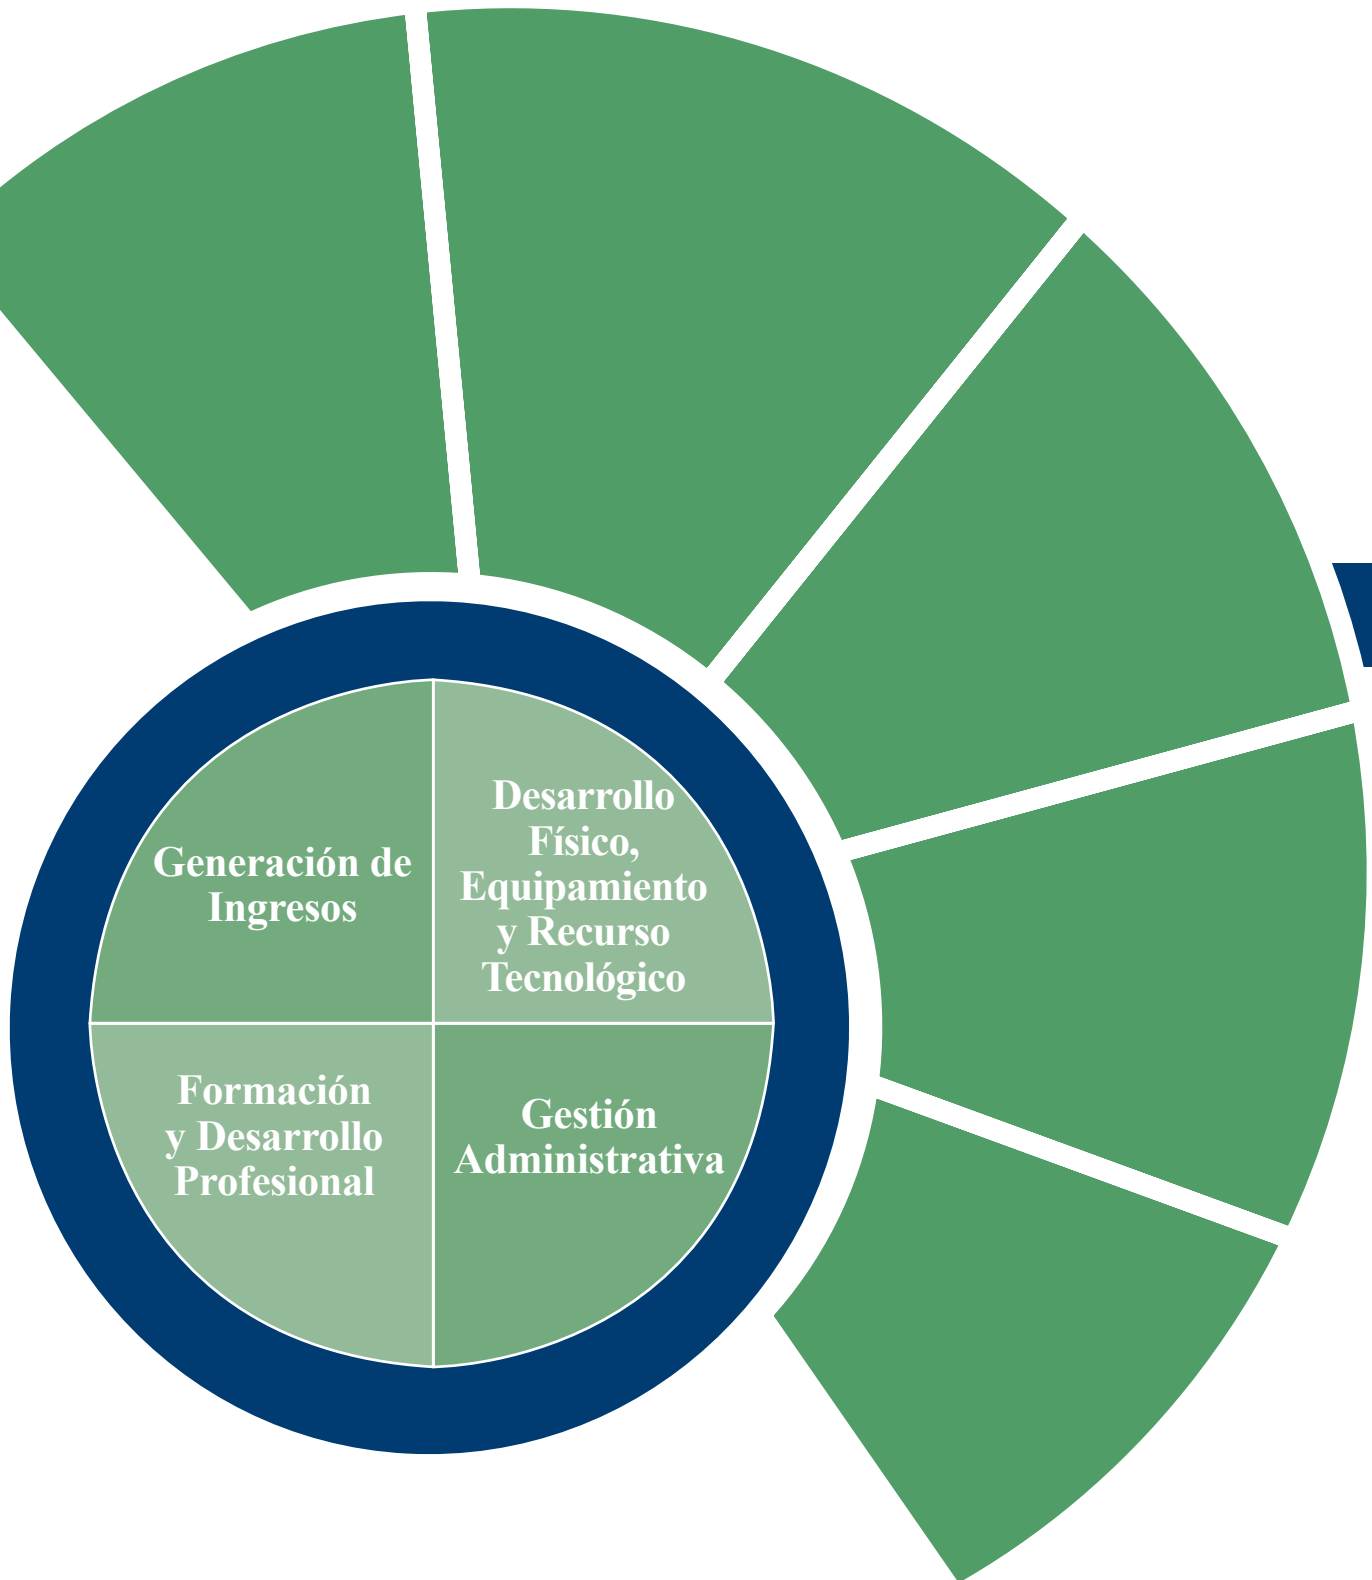 Generación de
Ingresos
Desarrollo
Físico,
Equipamiento
y Recurso
Tecnológico
Formación
y Desarrollo
Profesional
Gestión
Administrativa